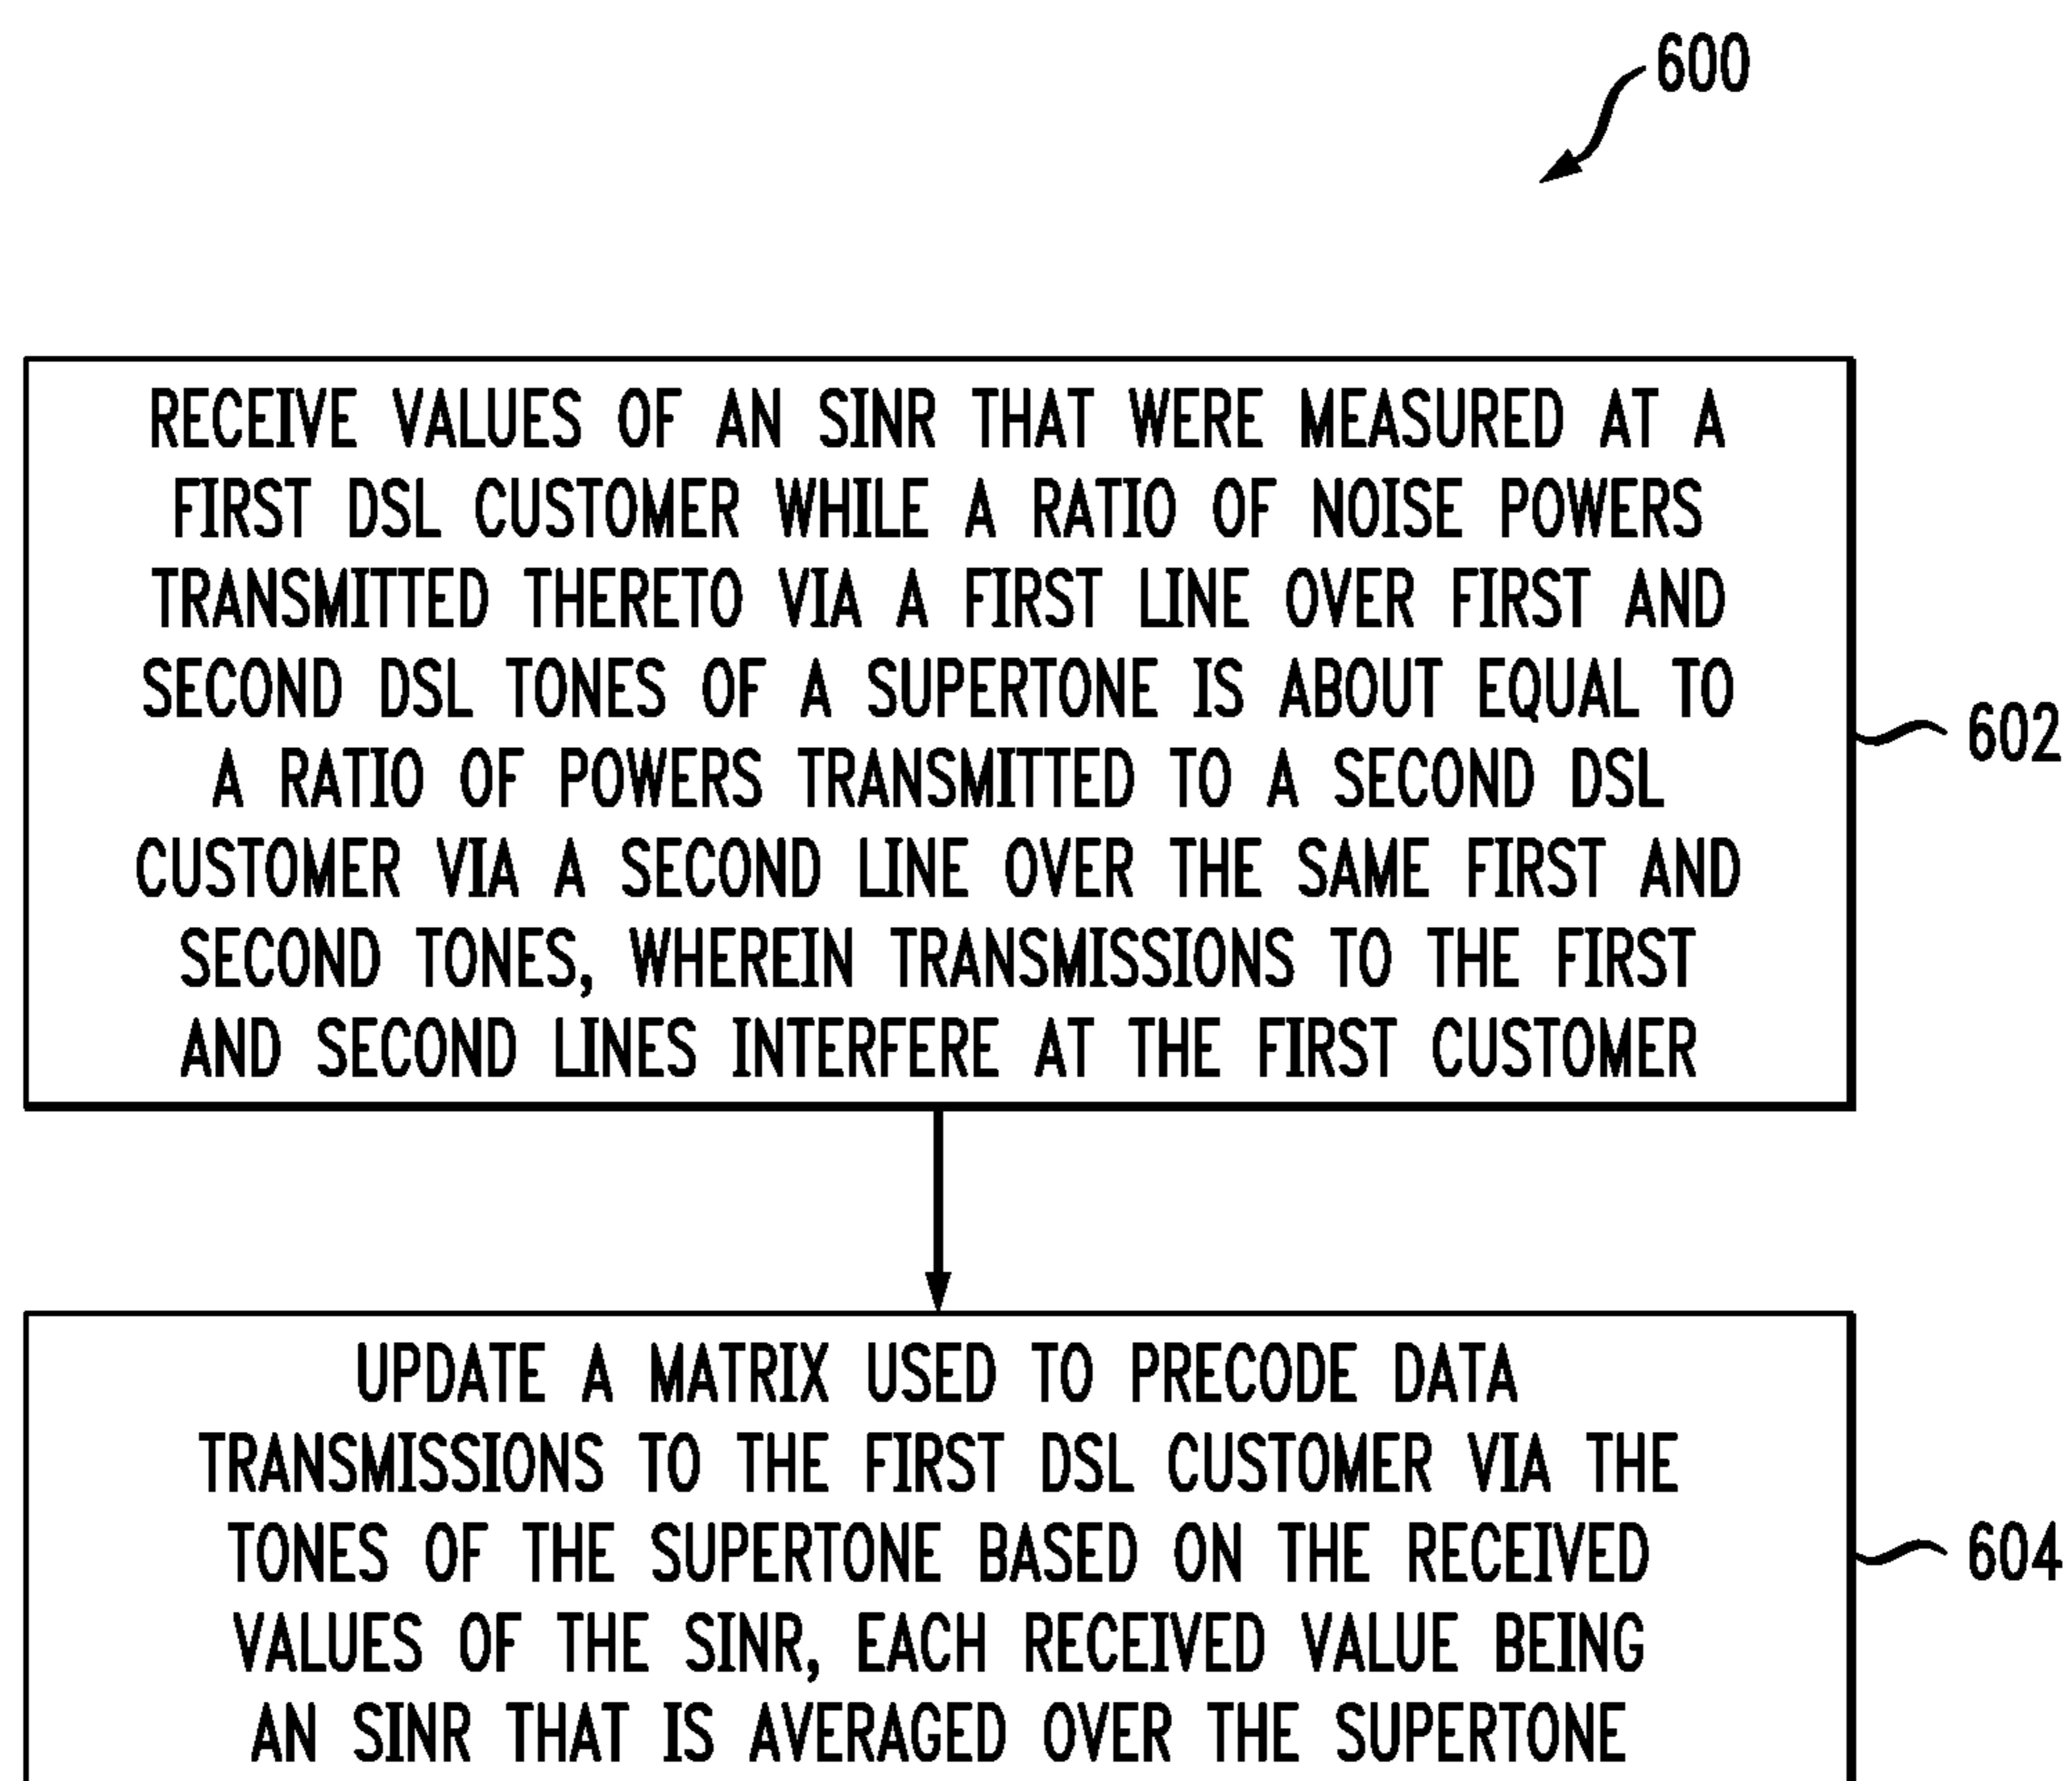 600
RECEIVE VALUES OF AN SINR THAT WERE MEASURED AT A
FIRST DSL CUSTOMER WHILE A RATIO OF NOISE POWERS
TRANSMITTED THERETO VIA A FIRST LINE OVER FIRST AND
SECOND DSL TONES OF A SUPERTONE IS ABOUT EQUAL TO
A RATIO OF POWERS TRANSMITTED TO A SECOND DSL
CUSTOMER VIA A SECOND LINE OVER THE SAME FIRST AND
SECOND TONES, WHEREIN TRANSMISSIONS TO THE FIRST
AND SECOND LINES INTERFERE AT THE FIRST CUSTOMER
602
UPDATE A MATRIX USED TO PRECODE DATA
TRANSMISSIONS TO THE FIRST DSL CUSTOMER VIA THE
TONES OF THE SUPERTONE BASED ON THE RECEIVED
VALUES OF THE SINR, EACH RECEIVED VALUE BEING
AN SINR THAT IS AVERAGED OVER THE SUPERTONE
604